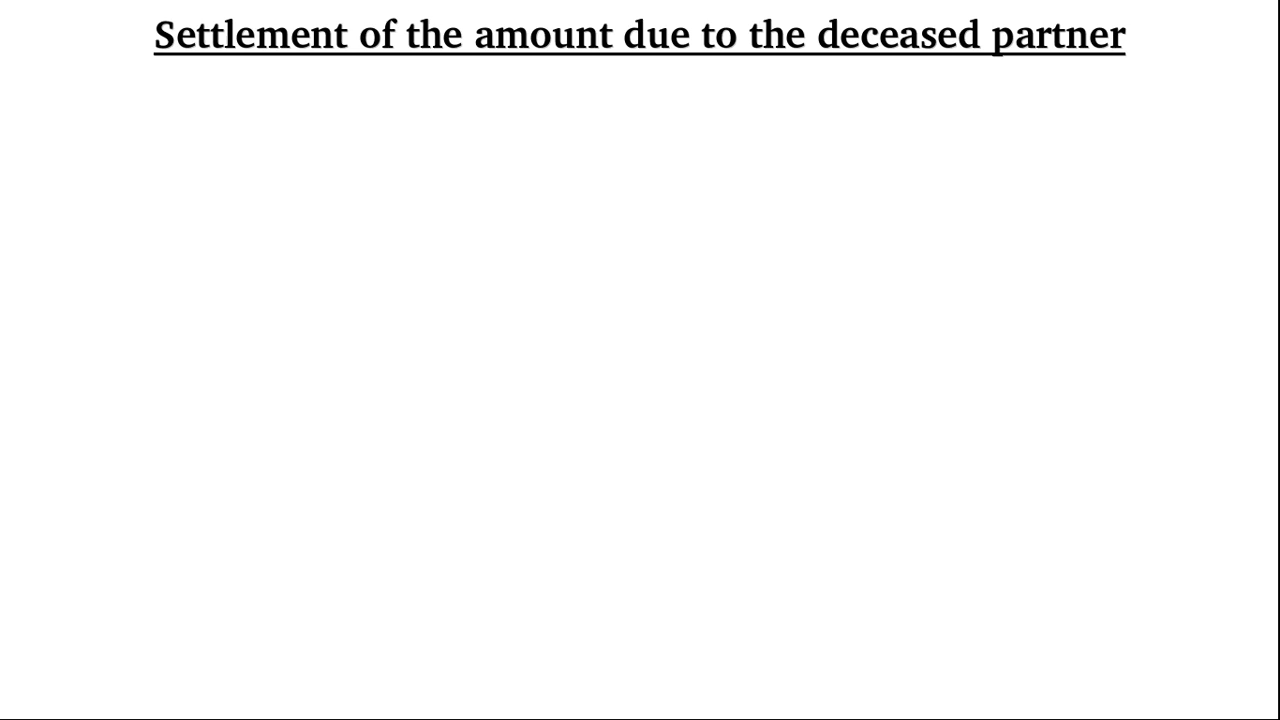 Settlement of the amount due to the deceased partner